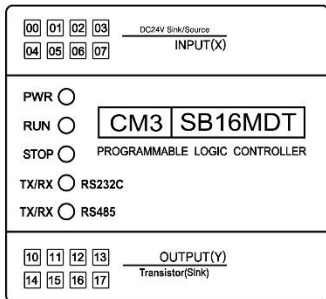 00 01 02 03 DC24V Sink/Source
04 05 06 07 INPUT(X)
PWR
RUN CM3 SB16MDT
STOP PROGRAMMABLE LOGIC CONTROLLER
TX/RX RS232C
TX/RX RS485
10 11 12 13 OUTPUT(Y)
14 15 16 17 Transistor(Sink)